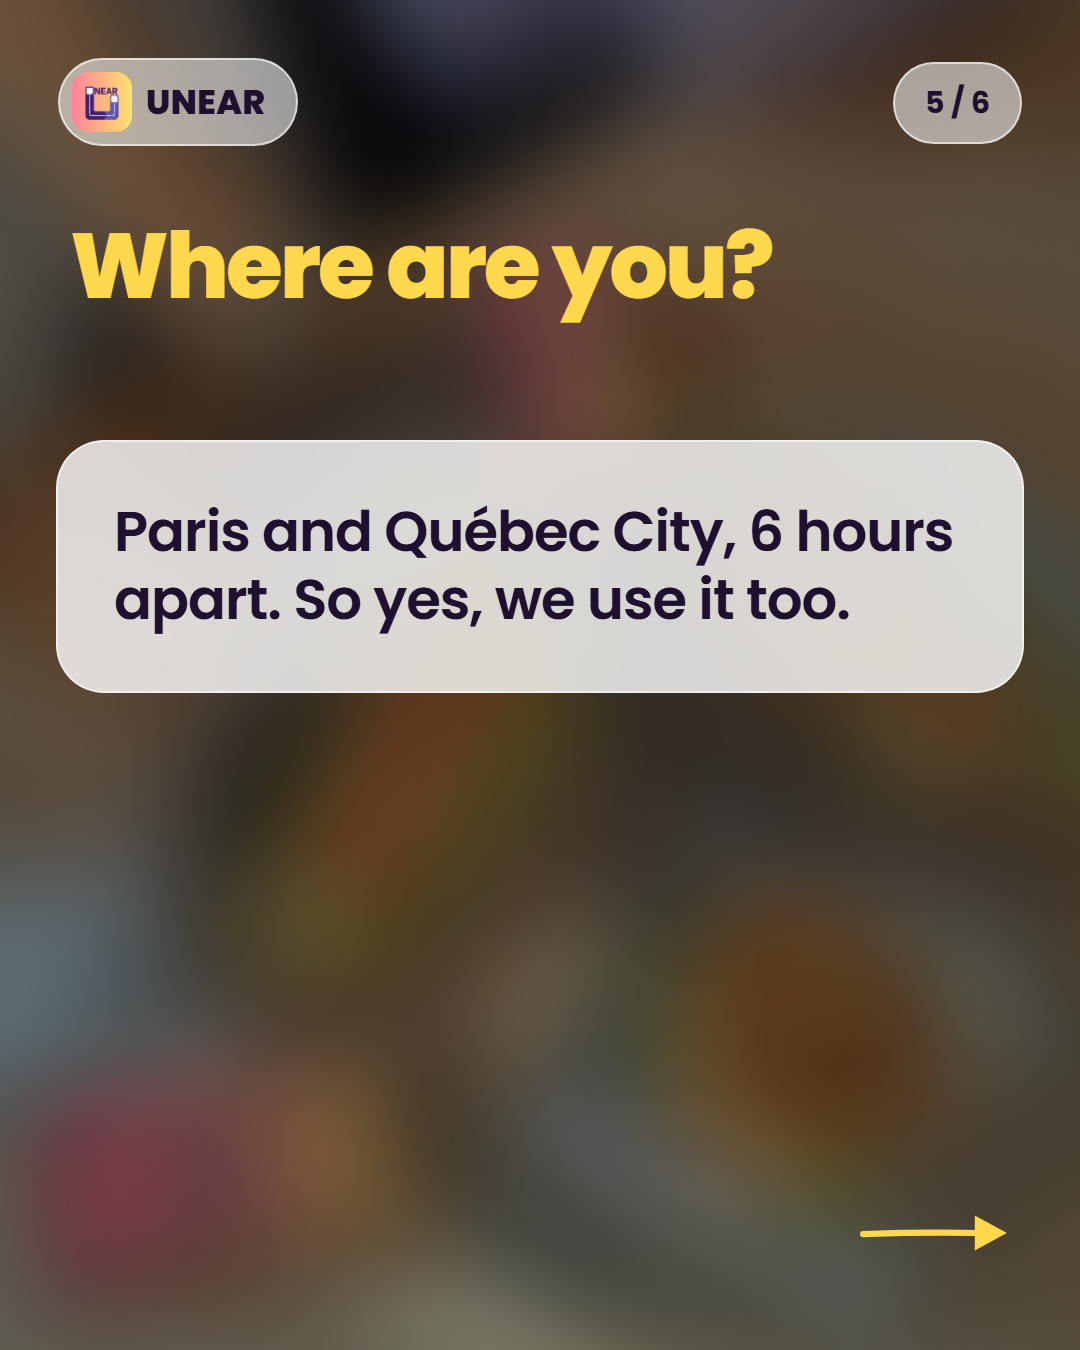 UNEAR
UNEAR
5 / 6
Where are you?
Paris and Québec City, 6 hours
apart. So yes, we use it too.